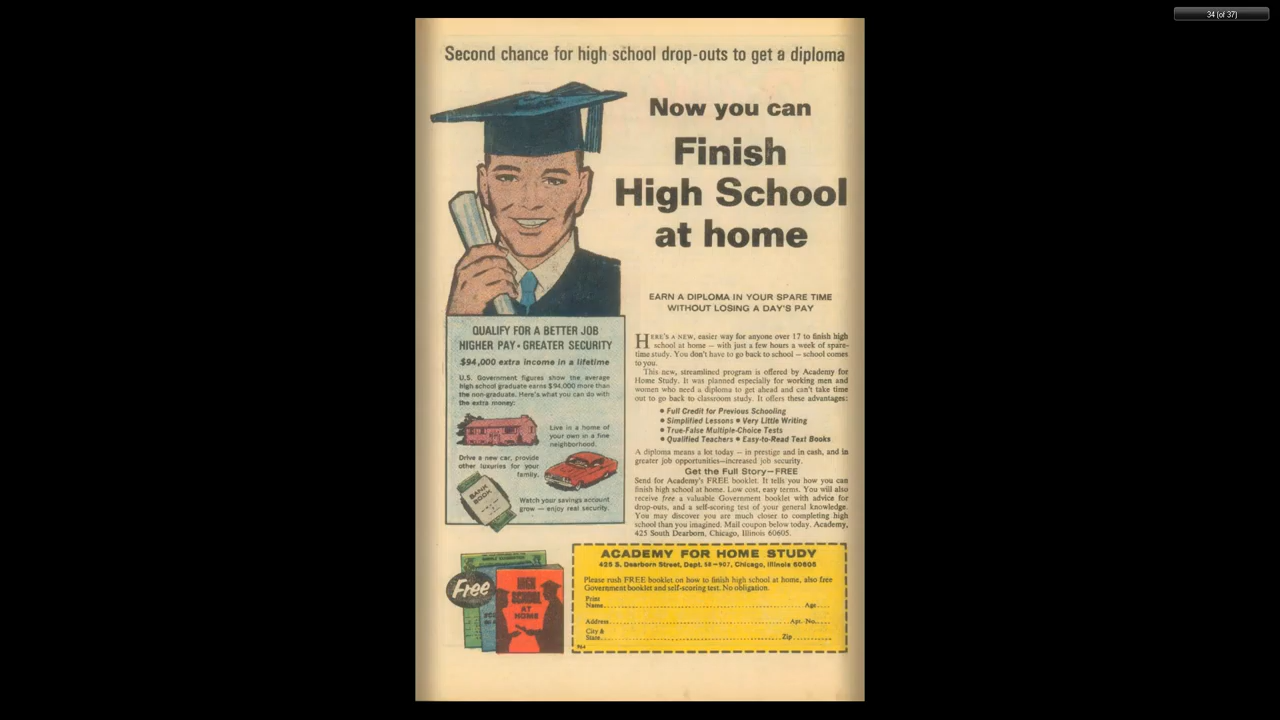 34 (of 37)
Second chance for high school drop-outs to get a diploma
Now you can
Finish
High School
at home
EARN A DIPLOMA IN YOUR SPARE TIME
WITHOUT LOSING A DAY'S PAY
QUALIFY FOR A BETTER JOB
HIGHER PAY • GREATER SECURITY
$94,000 extra income in a lifetime
U.S. Government figures show the average
high school graduate earns $94,000 more than
the non-graduate. Here's what you can do with
the extra money:
Live in a home of
your own in a fine
neighborhood.
Drive a new car, provide
other luxuries for your
family.
BANK
BOOK
Watch your savings account
grow — enjoy real security.
HERE'S A NEW, easier way for anyone over 17 to finish high
school at home — with just a few hours a week of spare-
time study. You don't have to go back to school — school comes
to you.
This new, streamlined program is offered by Academy for
Home Study. It was planned especially for working men and
women who need a diploma to get ahead and can't take time
out to go back to classroom study. It offers these advantages:
• Full Credit for Previous Schooling
• Simplified Lessons • Very Little Writing
• True-False Multiple-Choice Tests
• Qualified Teachers • Easy-to-Read Text Books
A diploma means a lot today — in prestige and in cash, and in
greater job opportunities—increased job security.
Get the Full Story—FREE
Send for Academy's FREE booklet. It tells you how you can
finish high school at home. Low cost, easy terms. You will also
receive free a valuable Government booklet with advice for
drop-outs, and a self-scoring test of your general knowledge.
You may discover you are much closer to completing high
school than you imagined. Mail coupon below today. Academy,
425 South Dearborn, Chicago, Illinois 60605.
Free
HIGH
SCHOOL
AT
HOME
ACADEMY FOR HOME STUDY
425 S. Dearborn Street, Dept. 58-907, Chicago, Illinois 60605
Please rush FREE booklet on how to finish high school at home, also free
Government booklet and self-scoring test. No obligation.
Print
Name Age
Address Apt. No.
City &
State Zip